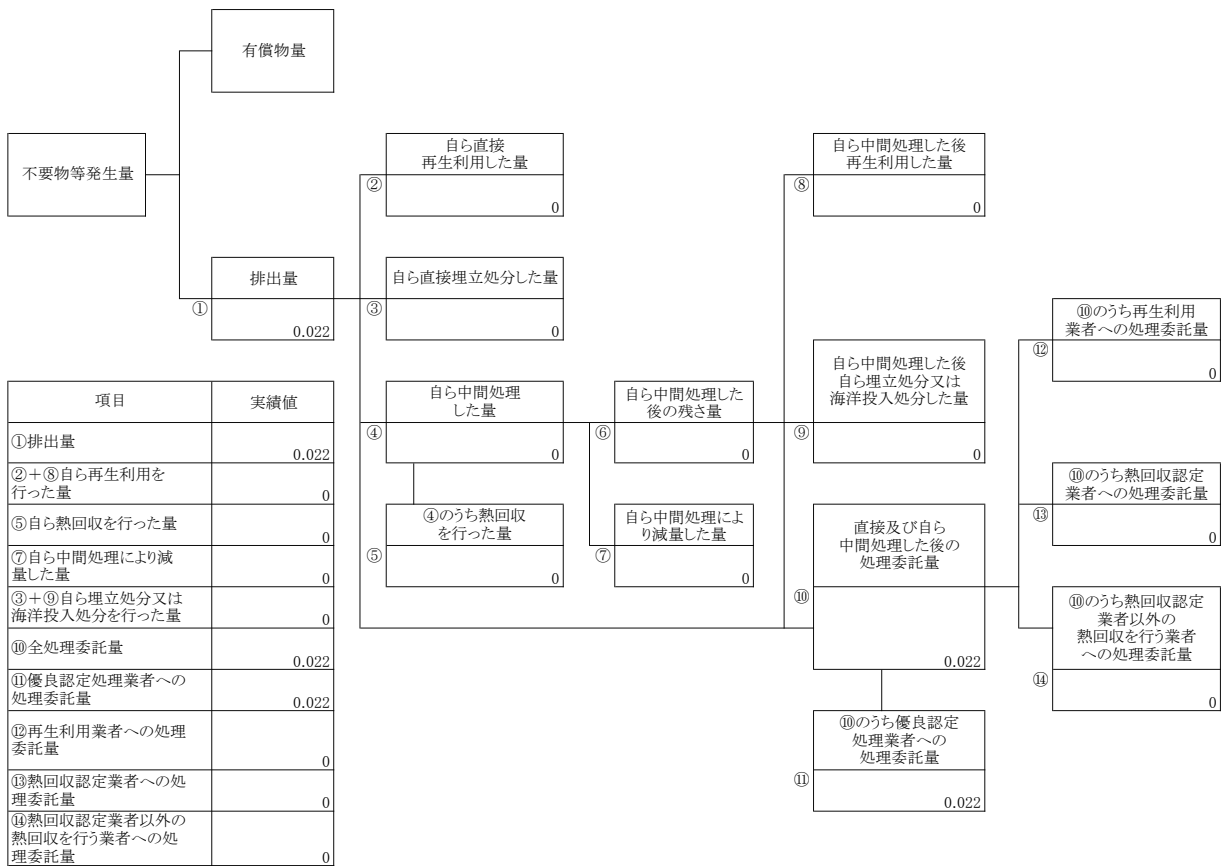 有償物量
不要物等発生量
自ら直接
再生利用した量
②
0
自ら中間処理した後
再生利用した量
⑧
0
排出量
①
0.022
自ら直接埋立処分した量
③
0
⑩のうち再生利用
業者への処理委託量
⑫
0
自ら中間処理
した量
④
0
自ら中間処理した
後の残さ量
⑥
0
自ら中間処理した後
自ら埋立処分又は
海洋投入処分した量
⑨
0
⑩のうち熱回収認定
業者への処理委託量
⑬
0
④のうち熱回収
を行った量
⑤
0
自ら中間処理によ
り減量した量
⑦
0
直接及び自ら
中間処理した後の
処理委託量
⑩
0.022
⑩のうち熱回収認定
業者以外の
熱回収を行う業者
への処理委託量
⑭
0
⑩のうち優良認定
処理業者への
処理委託量
⑪
0.022
項目 実績値
①排出量
0.022
②+⑧自ら再生利用を
行った量 0
⑤自ら熱回収を行った量
0
⑦自ら中間処理により減
量した量 0
③+⑨自ら埋立処分又は
海洋投入処分を行った量 0
⑩全処理委託量
0.022
⑪優良認定処理業者への
処理委託量 0.022
⑫再生利用業者への処理
委託量 0
⑬熱回収認定業者への処
理委託量 0
⑭熱回収認定業者以外の
熱回収を行う業者への処
理委託量 0